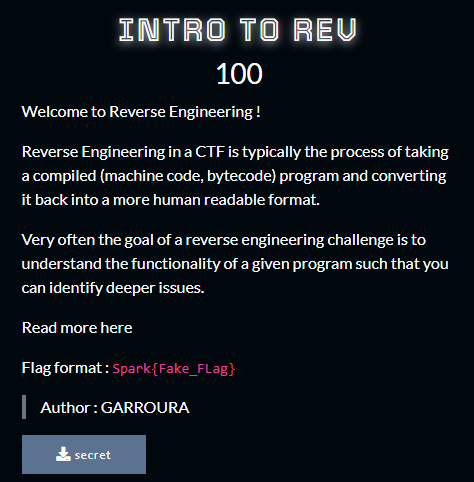 INTRO TO REV
100
Welcome to Reverse Engineering !
Reverse Engineering in a CTF is typically the process of taking
a compiled (machine code, bytecode) program and converting
it back into a more human readable format.
Very often the goal of a reverse engineering challenge is to
understand the functionality of a given program such that you
can identify deeper issues.
Read more here
Flag format : Spark{Fake_FLag}
Author : GARROURA
secret